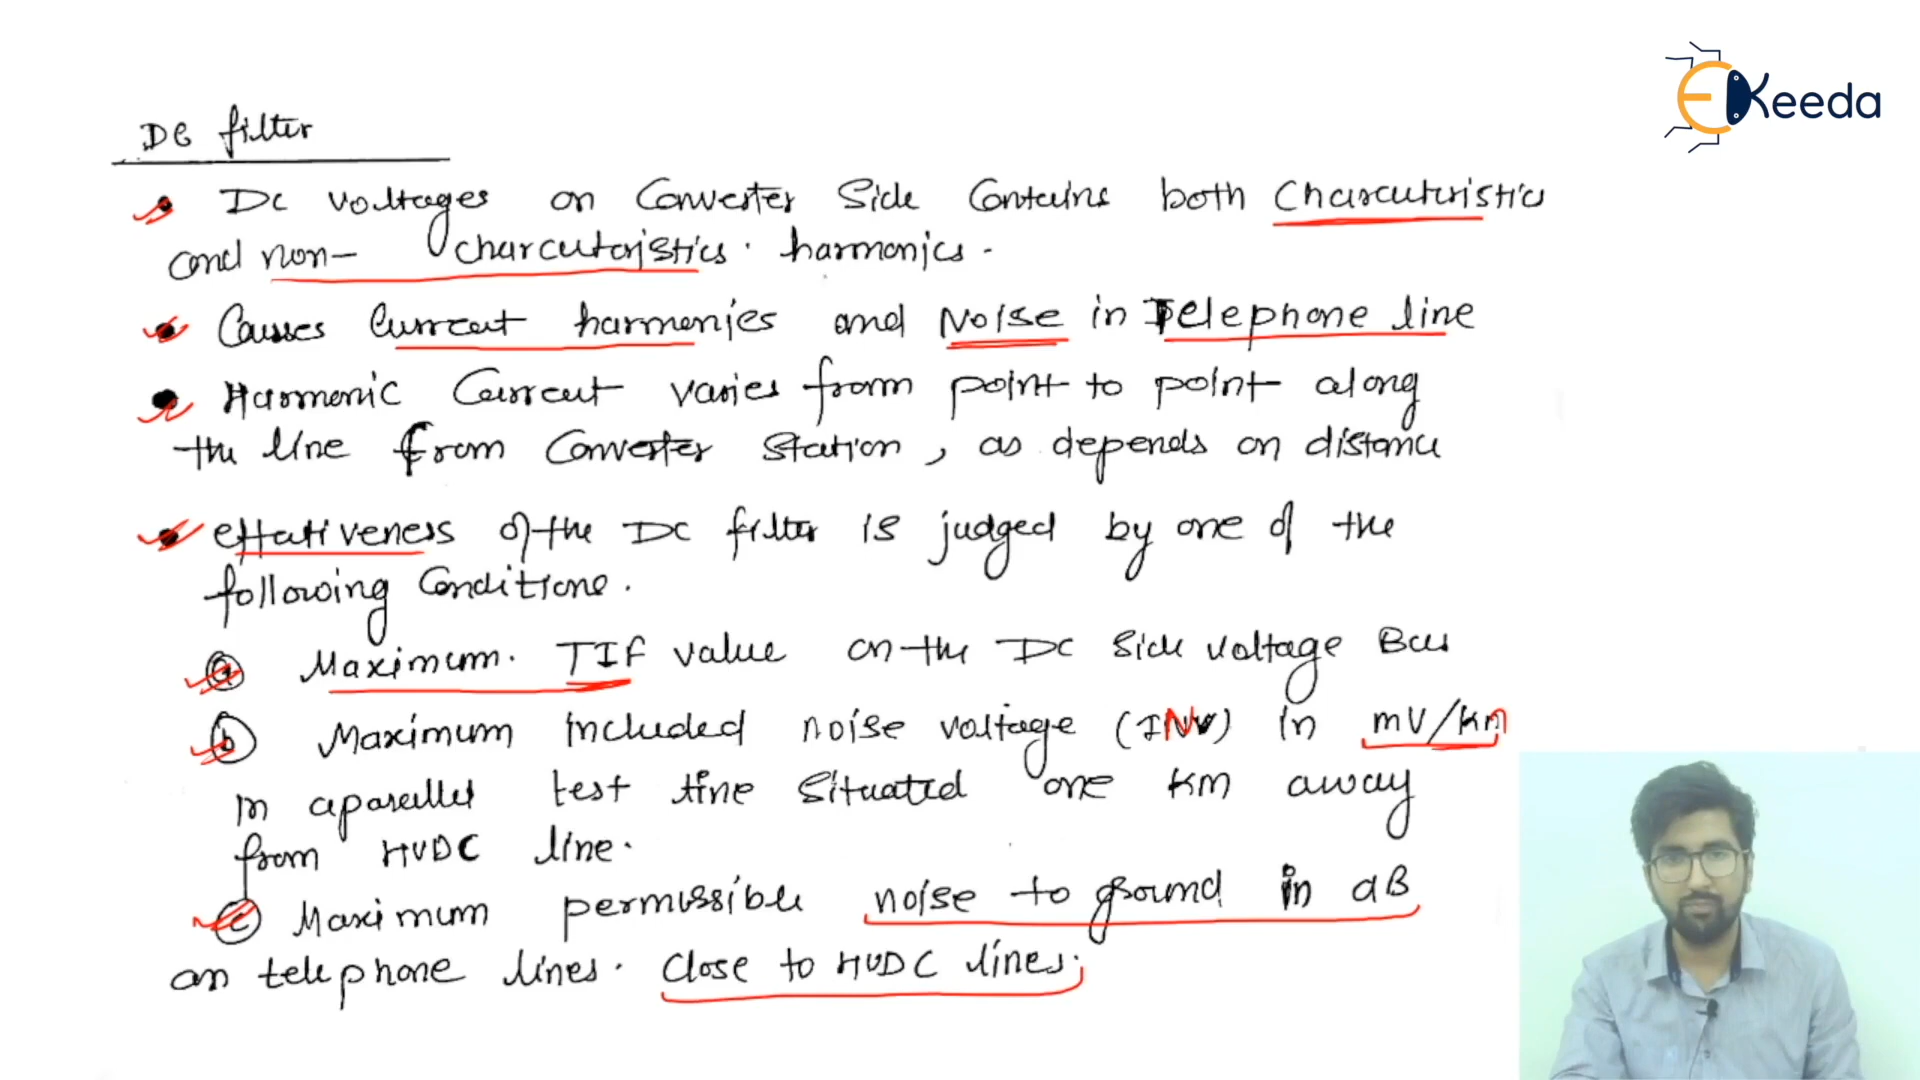 EKeeda
DC filter
DC voltages on Converter Side Contains both Charcuteristics
and non- charcuteristics. harmonics.
Causes Current harmonics and Noise in Telephone line
Harmonic Current varies from point to point along
the line from Converter Station, as depends on distance
effectiveness of the DC filter is judged by one of the
following Conditions.
(a) Maximum. TIF value on the DC Side voltage Bus
(b) Maximum included noise voltage (INV) in mV/km
in a parallel test line Situated one km away
from HVDC line.
(c) Maximum permissible noise to ground in dB
on telephone lines. Close to HVDC lines.